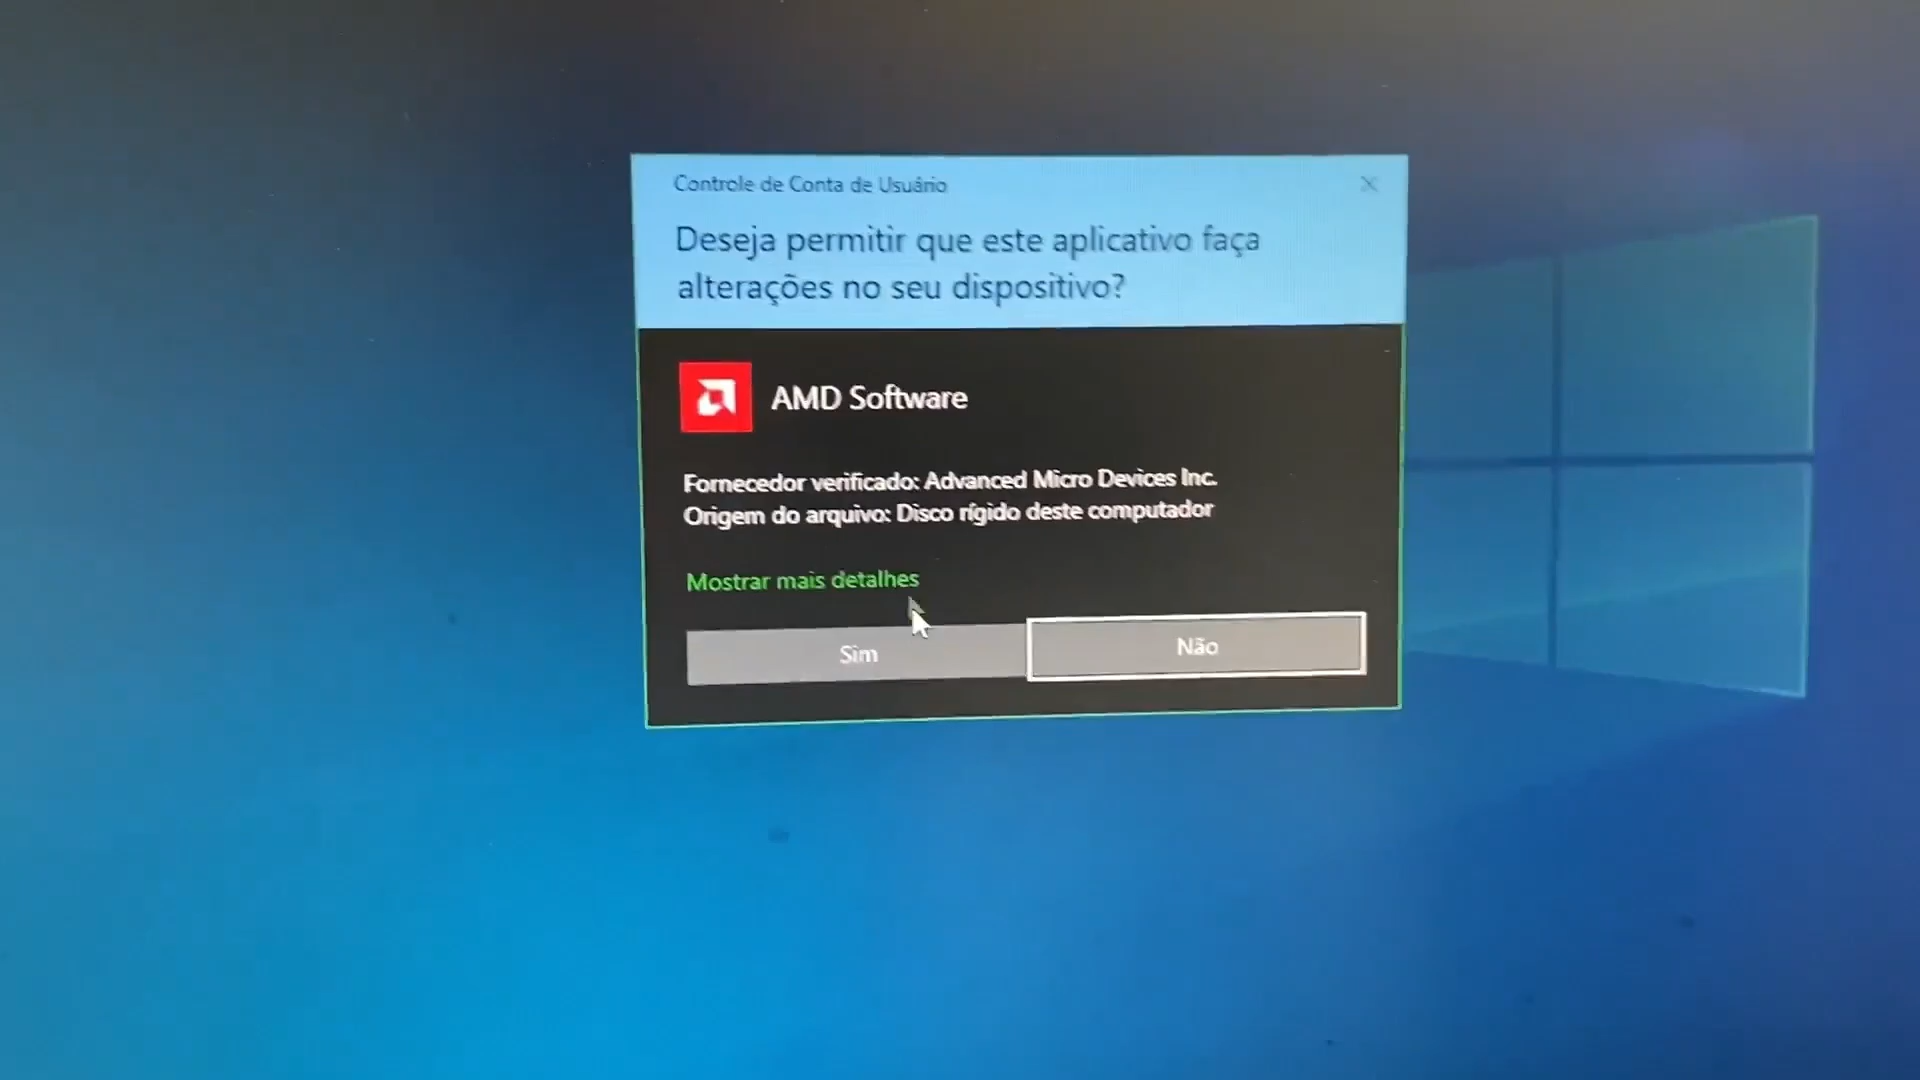 Controle de Conta de Usuário
Deseja permitir que este aplicativo faça
alterações no seu dispositivo?
AMD Software
Fornecedor verificado: Advanced Micro Devices Inc.
Origem do arquivo: Disco rígido deste computador
Mostrar mais detalhes
Sim
Não